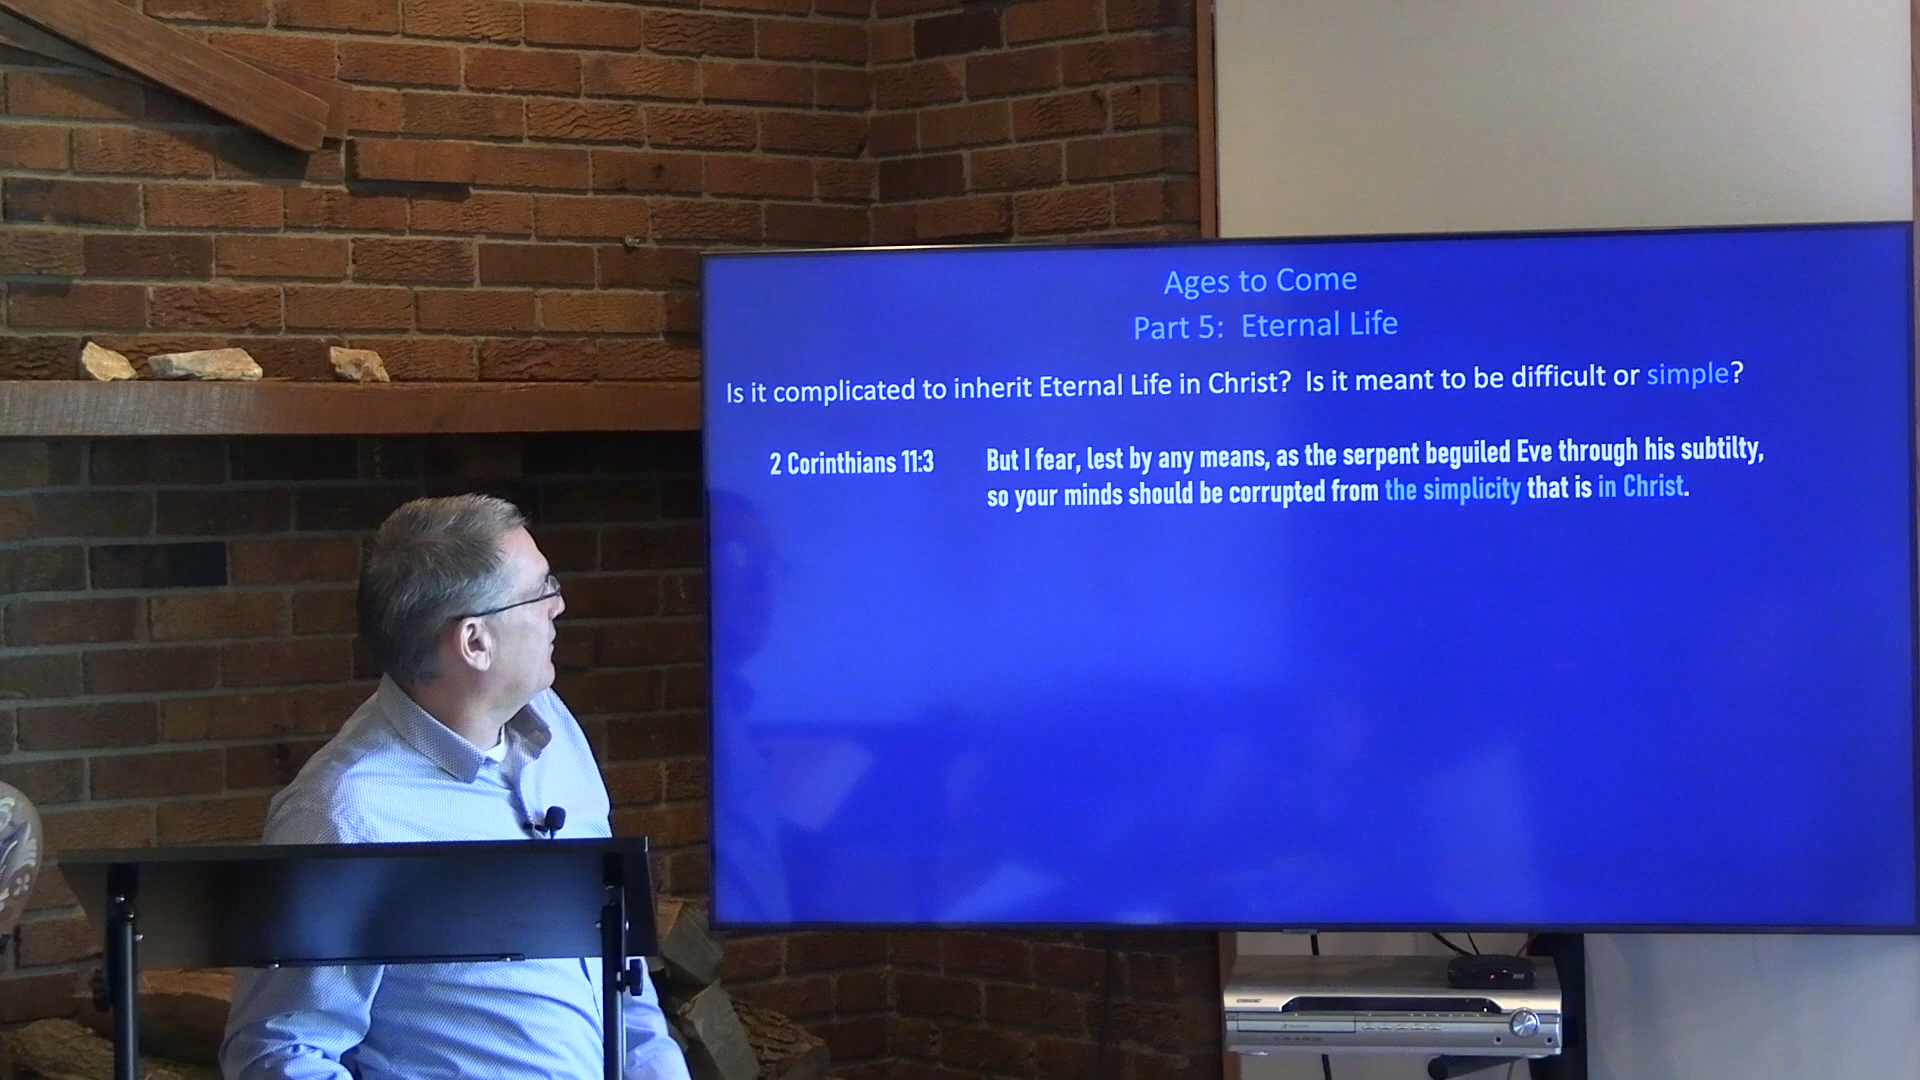 Ages to Come
Part 5: Eternal Life
Is it complicated to inherit Eternal Life in Christ? Is it meant to be difficult or simple?
2 Corinthians 11:3 But I fear, lest by any means, as the serpent beguiled Eve through his subtilty,
so your minds should be corrupted from the simplicity that is in Christ.